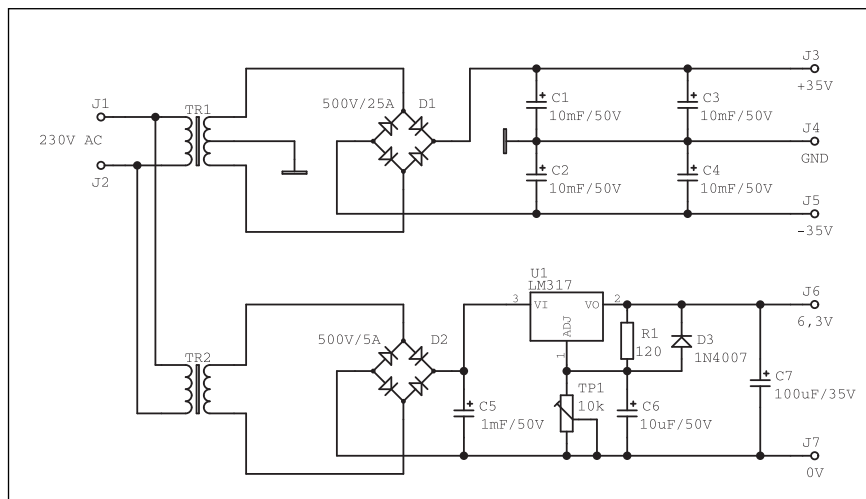 J1
230V AC
J2
TR1
500V/25A
D1
C1
10mF/50V
C3
10mF/50V
C2
10mF/50V
C4
10mF/50V
J3
+35V
J4
GND
J5
-35V
TR2
500V/5A
D2
C5
1mF/50V
U1
LM317
3
VI
VO
2
ADJ
1
TP1
10k
R1
120
D3
1N4007
C6
10uF/50V
C7
100uF/35V
J6
6,3V
J7
0V